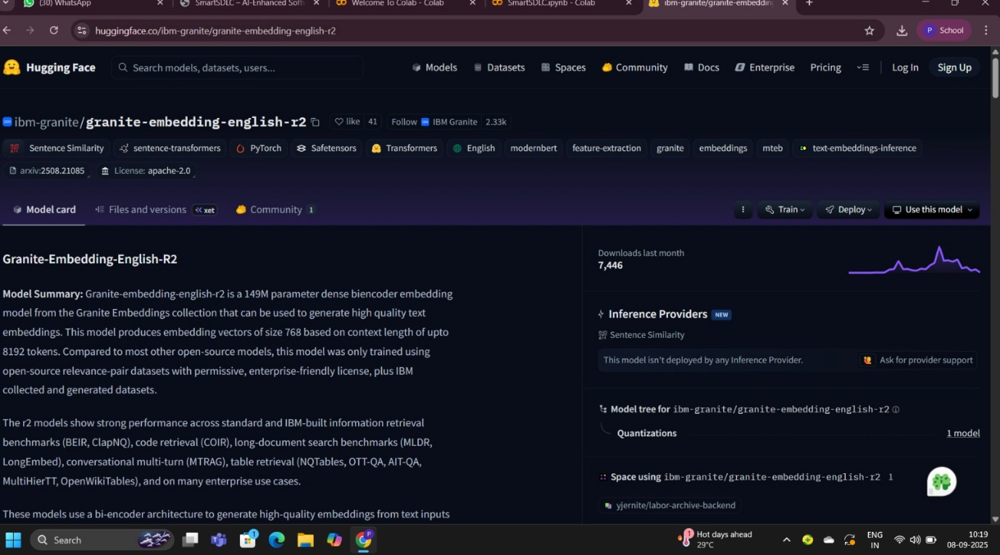 (30) WhatsApp
SmartSDLC – AI-Enhanced Soft
Welcome To Colab - Colab
SmartSDLC.ipynb - Colab
ibm-granite/granite-embedding
huggingface.co/ibm-granite/granite-embedding-english-r2
P School
Hugging Face
Search models, datasets, users...
Models
Datasets
Spaces
Community
Docs
Enterprise
Pricing
Log In
Sign Up
ibm-granite/granite-embedding-english-r2
like 41
Follow IBM Granite 2.33k
Sentence Similarity
sentence-transformers
PyTorch
Safetensors
Transformers
English
modernbert
feature-extraction
granite
embeddings
mteb
text-embeddings-inference
arxiv:2508.21085
License: apache-2.0
Model card
Files and versions xet
Community 1
Train
Deploy
Use this model
Granite-Embedding-English-R2
Model Summary: Granite-embedding-english-r2 is a 149M parameter dense biencoder embedding
model from the Granite Embeddings collection that can be used to generate high quality text
embeddings. This model produces embedding vectors of size 768 based on context length of upto
8192 tokens. Compared to most other open-source models, this model was only trained using
open-source relevance-pair datasets with permissive, enterprise-friendly license, plus IBM
collected and generated datasets.
The r2 models show strong performance across standard and IBM-built information retrieval
benchmarks (BEIR, ClapNQ), code retrieval (COIR), long-document search benchmarks (MLDR,
LongEmbed), conversational multi-turn (MTRAG), table retrieval (NQTables, OTT-QA, AIT-QA,
MultiHierTT, OpenWikiTables), and on many enterprise use cases.
These models use a bi-encoder architecture to generate high-quality embeddings from text inputs
Downloads last month
7,446
Inference Providers NEW
Sentence Similarity
This model isn't deployed by any Inference Provider.
Ask for provider support
Model tree for ibm-granite/granite-embedding-english-r2
Quantizations
1 model
Space using ibm-granite/granite-embedding-english-r2 1
yjernite/labor-archive-backend
Search
1
P
1
Hot days ahead
29°C
ENG
IN
10:19
08-09-2025